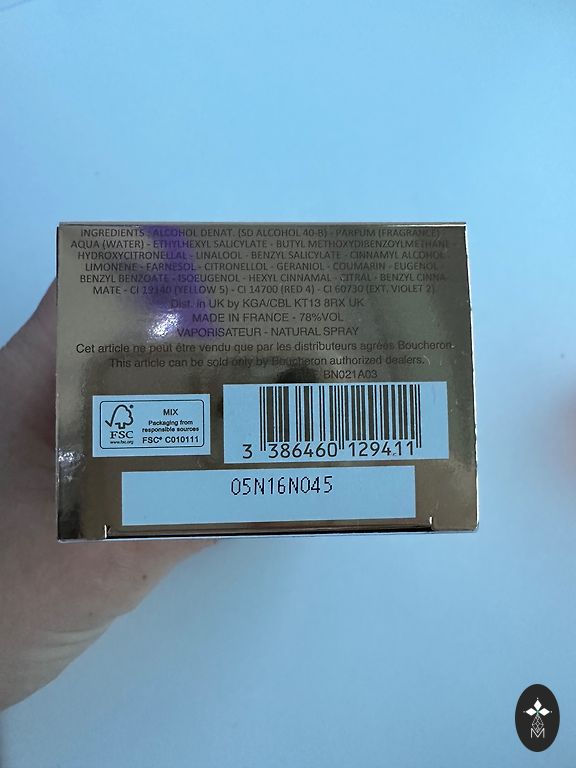 INGREDIENTS : ALCOHOL DENAT. (SD ALCOHOL 40-B) - PARFUM (FRAGRANCE)
AQUA (WATER) - ETHYLHEXYL SALICYLATE - BUTYL METHOXYDIBENZOYLMETHANE -
HYDROXYCITRONELLAL - LINALOOL - BENZYL SALICYLATE - CINNAMYL ALCOHOL
LIMONENE - FARNESOL - CITRONELLOL - GERANIOL - COUMARIN - EUGENOL -
BENZYL BENZOATE - ISOEUGENOL - HEXYL CINNAMAL - CITRAL - BENZYL CINNA
MATE - CI 19140 (YELLOW 5) - CI 14700 (RED 4) - CI 60730 (EXT. VIOLET 2)
Dist. in UK by KGA/CBL KT13 8RX UK
MADE IN FRANCE - 78%VOL
VAPORISATEUR - NATURAL SPRAY
Cet article ne peut être vendu que par les distributeurs agréés Boucheron.
This article can be sold only by Boucheron authorized dealers.
BN021A03
FSC
www.fsc.org
MIX
Packaging from
responsible sources
FSC® C010111
3 386460 129411
05N16N045
M